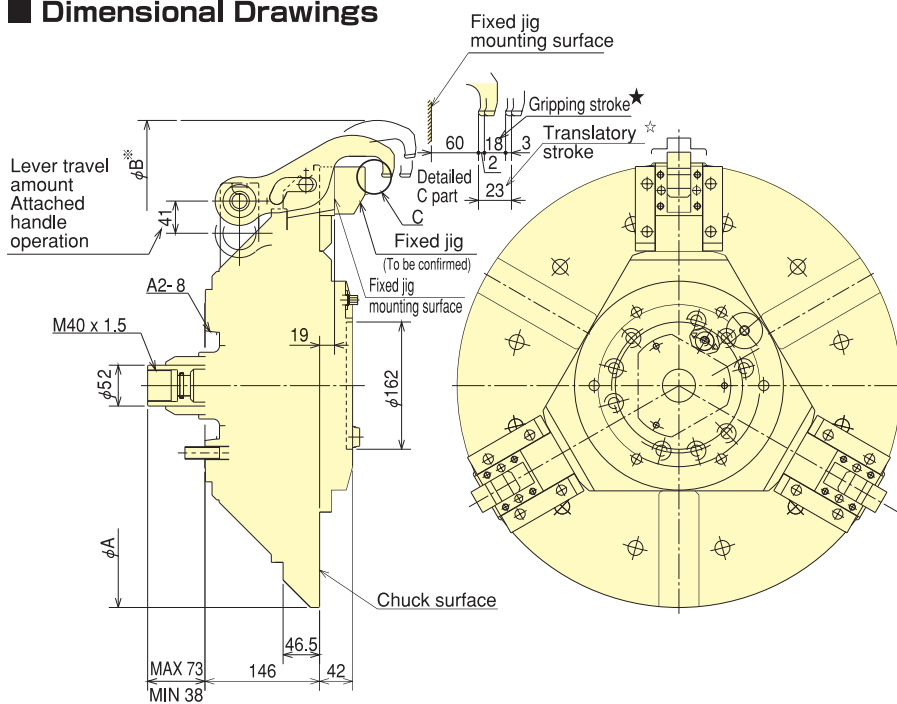 ■ Dimensional Drawings
Fixed jig
mounting surface
Gripping stroke★
60
18
3
2
Translatory ☆
stroke
Detailed
C part
23
φB※
Lever travel
amount
Attached
handle
operation
41
C
Fixed jig
(To be confirmed)
Fixed jig
mounting surface
A2- 8
M40 x 1.5
19
φ52
φ162
φA
Chuck surface
46.5
MAX 73
146
42
MIN 38